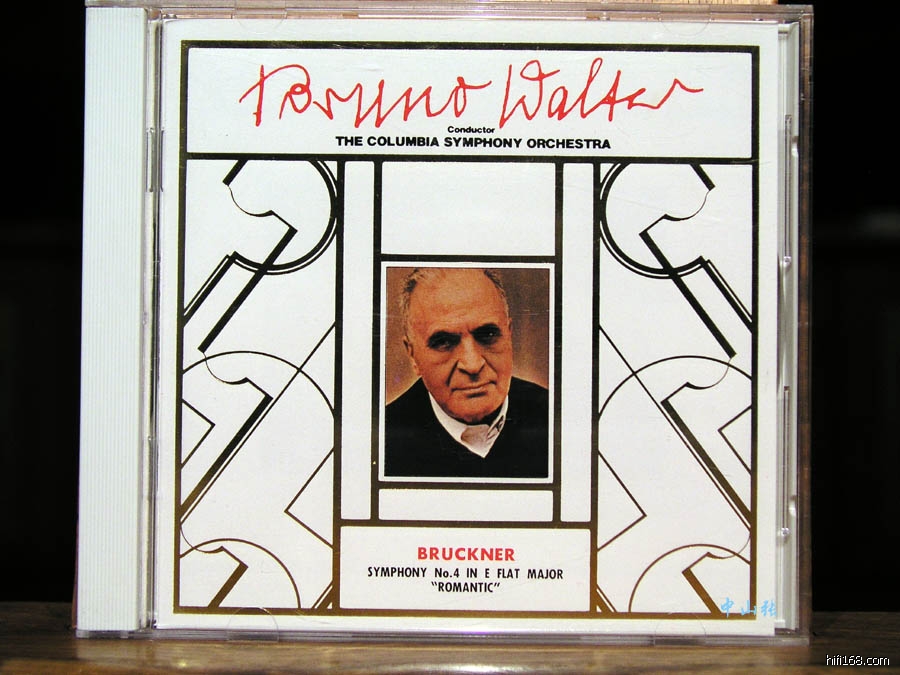 Bruno Walter
Conductor
THE COLUMBIA SYMPHONY ORCHESTRA
BRUCKNER
SYMPHONY No.4 IN E FLAT MAJOR
"ROMANTIC"
中山
hifi168.com